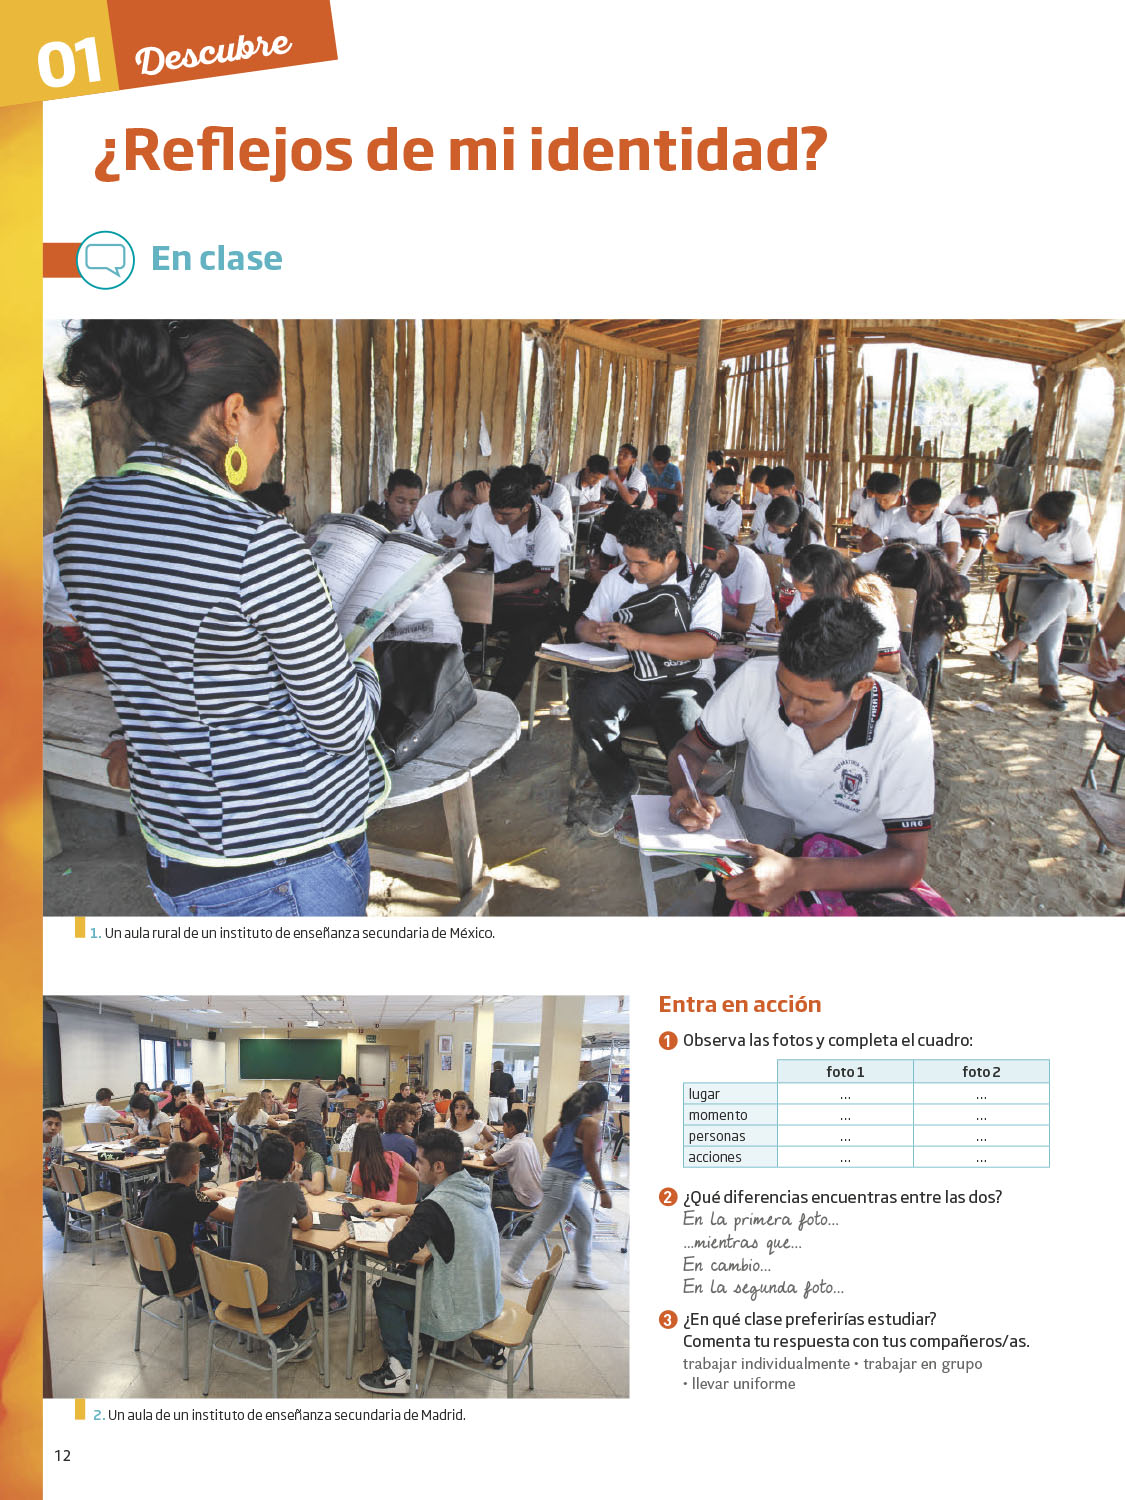 01 Descubre
¿Reflejos de mi identidad?
En clase
PREPARATORIA
URG
adidas
1. Un aula rural de un instituto de enseñanza secundaria de México.
Entra en acción
1 Observa las fotos y completa el cuadro:
foto 1 foto 2
lugar ... ...
momento ... ...
personas ... ...
acciones ... ...
2 ¿Qué diferencias encuentras entre las dos?
En la primera foto...
...mientras que...
En cambio...
En la segunda foto...
3 ¿En qué clase preferirías estudiar?
Comenta tu respuesta con tus compañeros/as.
trabajar individualmente • trabajar en grupo
• llevar uniforme
2. Un aula de un instituto de enseñanza secundaria de Madrid.
12